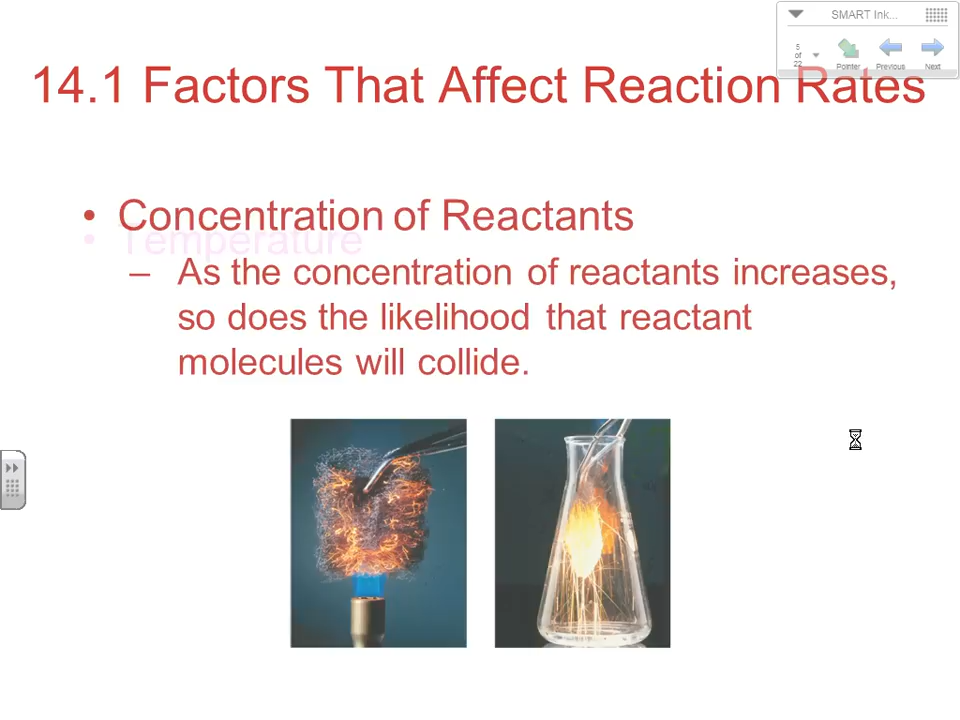 SMART Ink...
5
of
22
Pointer Previous Next
14.1 Factors That Affect Reaction Rates
• Concentration of Reactants
• Temperature
– As the concentration of reactants increases,
so does the likelihood that reactant
molecules will collide.